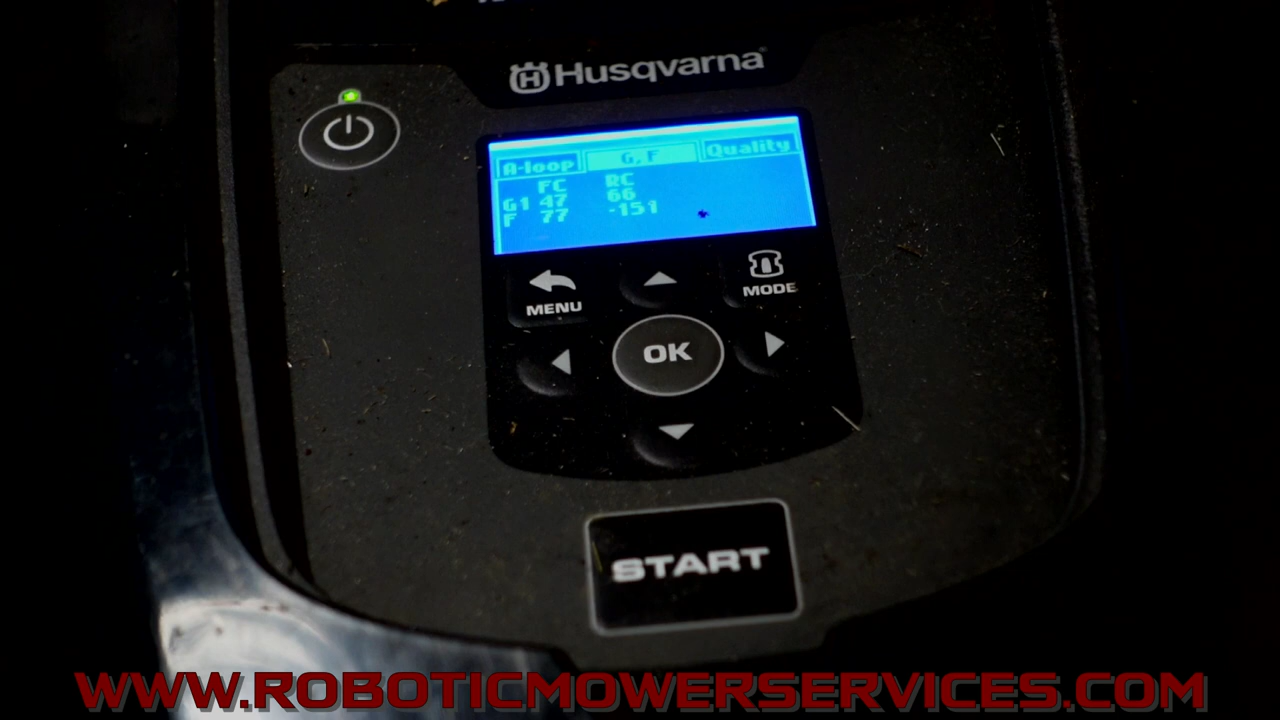 Husqvarna
A-loop G, F Quality
FC RC
G1 47 66
F 77 -151
MENU
MODE
OK
START
WWW.ROBOTICMOWERSERVICES.COM